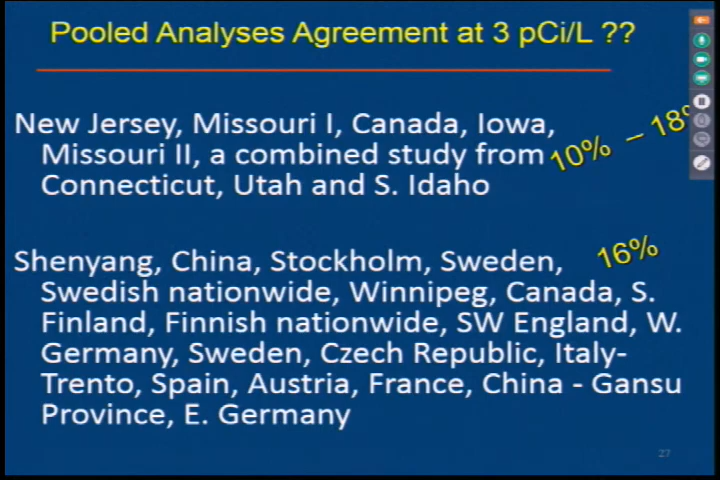 Pooled Analyses Agreement at 3 pCi/L ??
New Jersey, Missouri I, Canada, Iowa,
Missouri II, a combined study from
Connecticut, Utah and S. Idaho
10% – 18%
Shenyang, China, Stockholm, Sweden,
16%
Swedish nationwide, Winnipeg, Canada, S.
Finland, Finnish nationwide, SW England, W.
Germany, Sweden, Czech Republic, Italy-
Trento, Spain, Austria, France, China - Gansu
Province, E. Germany
27